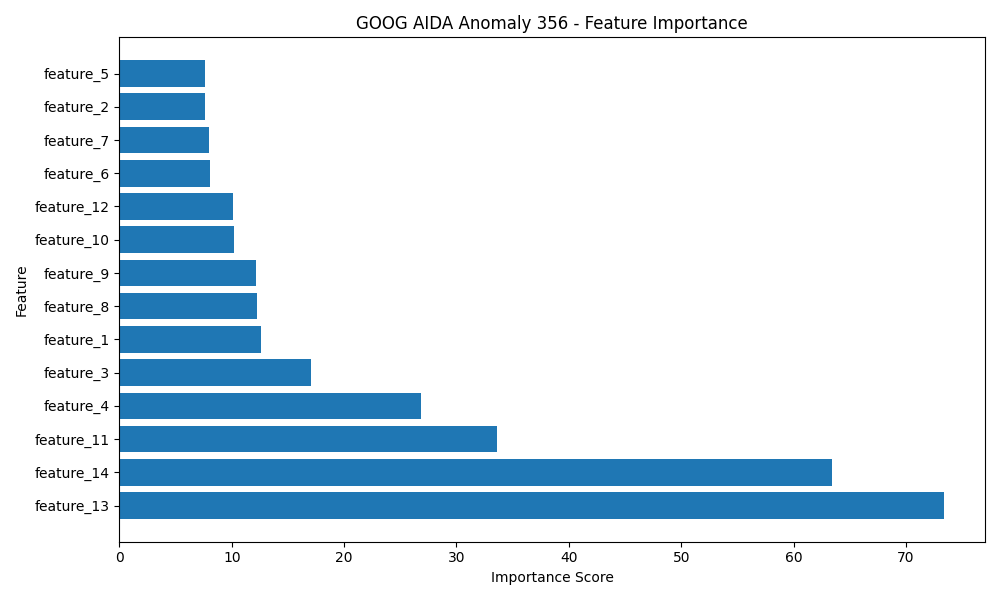 GOOG AIDA Anomaly 356 - Feature Importance
feature_5
feature_2
feature_7
feature_6
feature_12
feature_10
feature_9
feature_8
feature_1
feature_3
feature_4
feature_11
feature_14
feature_13
Feature
0 10 20 30 40 50 60 70
Importance Score